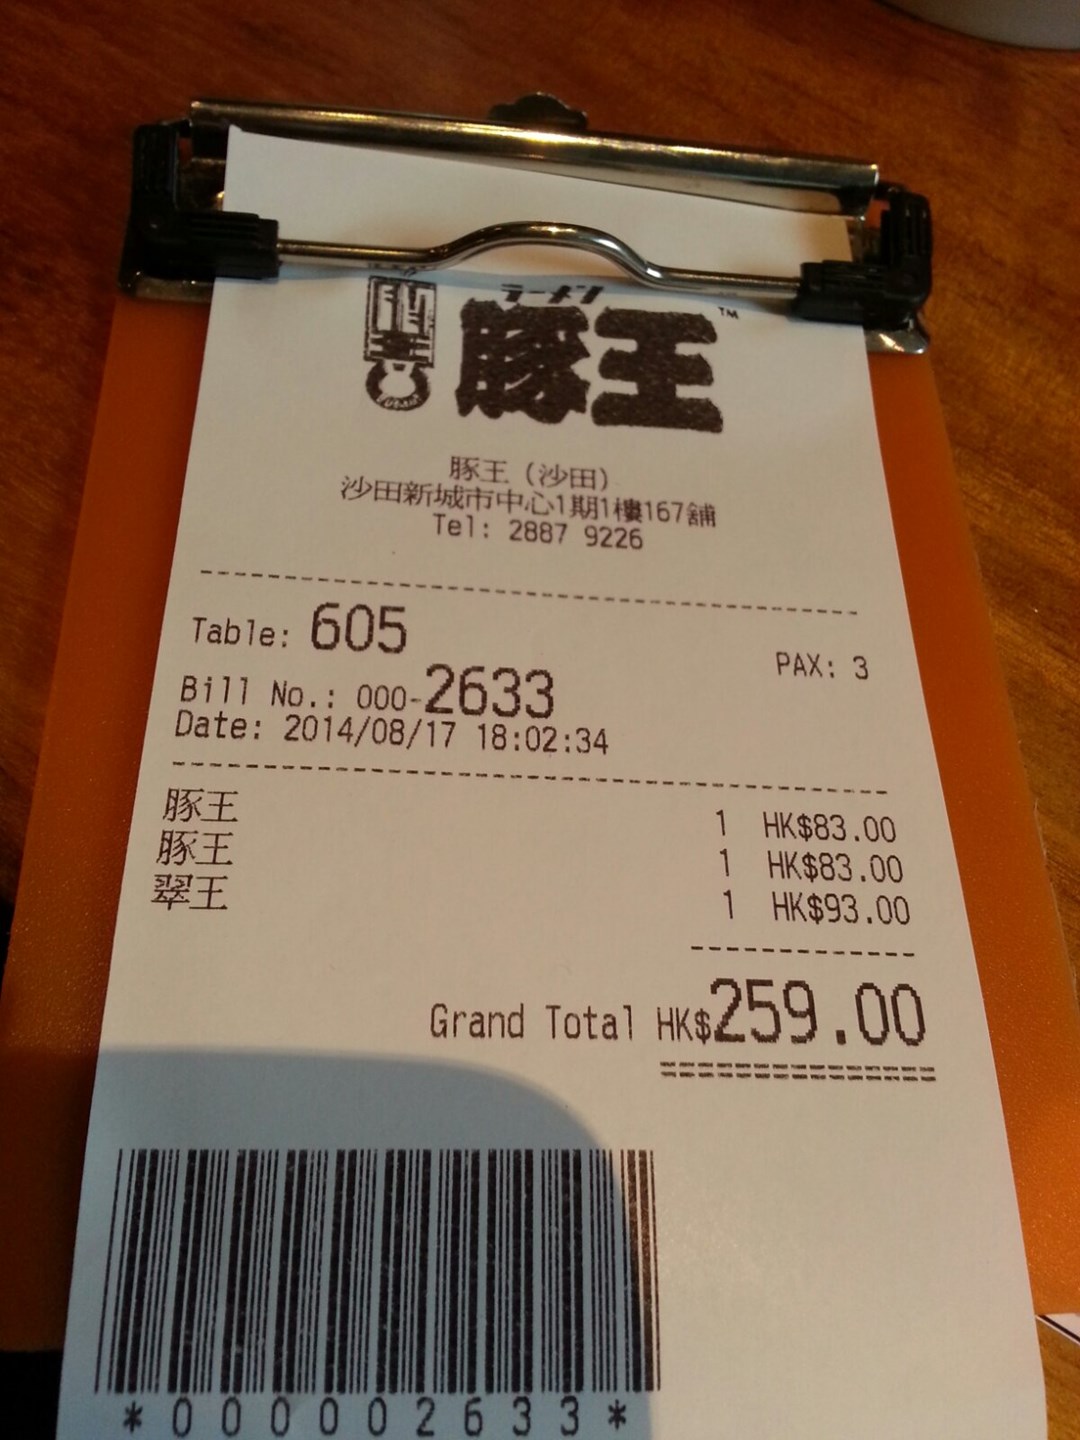 ラーメン
豚王™
豚王（沙田）
沙田新城市中心1期1樓167舖
Tel: 2887 9226
Table: 605
PAX: 3
Bill No.: 000-2633
Date: 2014/08/17 18:02:34
豚王 1 HK$83.00
豚王 1 HK$83.00
翠王 1 HK$93.00
Grand Total HK$259.00
*0000002633*